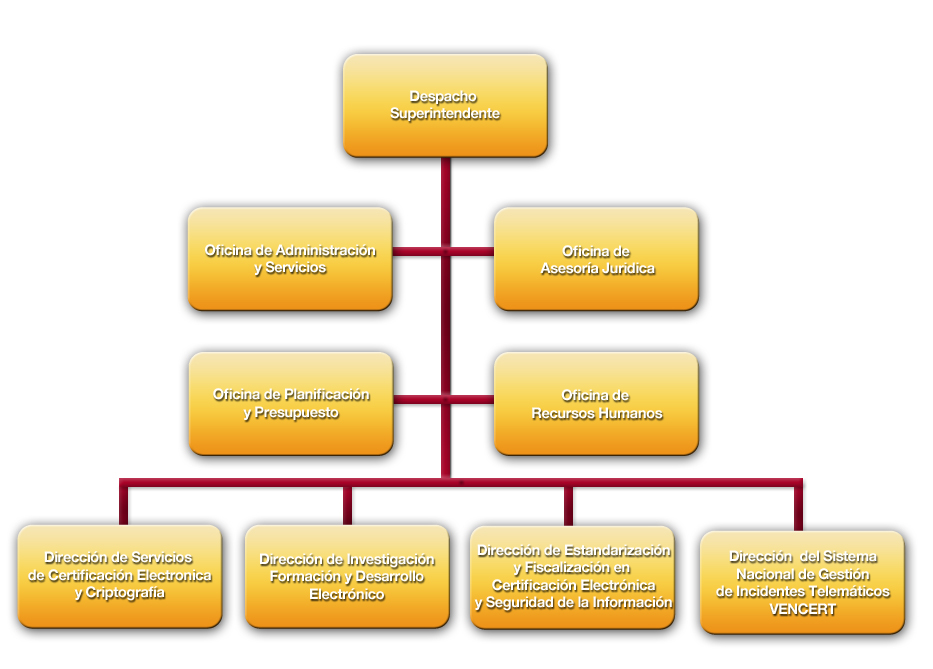 Despacho
Superintendente
Oficina de Administración
y Servicios
Oficina de
Asesoría Juridica
Oficina de Planificación
y Presupuesto
Oficina de
Recursos Humanos
Dirección de Servicios
de Certificación Electroníca
y Criptografía
Dirección de Investigación
Formación y Desarrollo
Electrónico
Dirección de Estandarización
y Fiscalización en
Certificación Electrónica
y Seguridad de la Información
Dirección del Sistema
Nacional de Gestión
de Incidentes Telemáticos
VENCERT